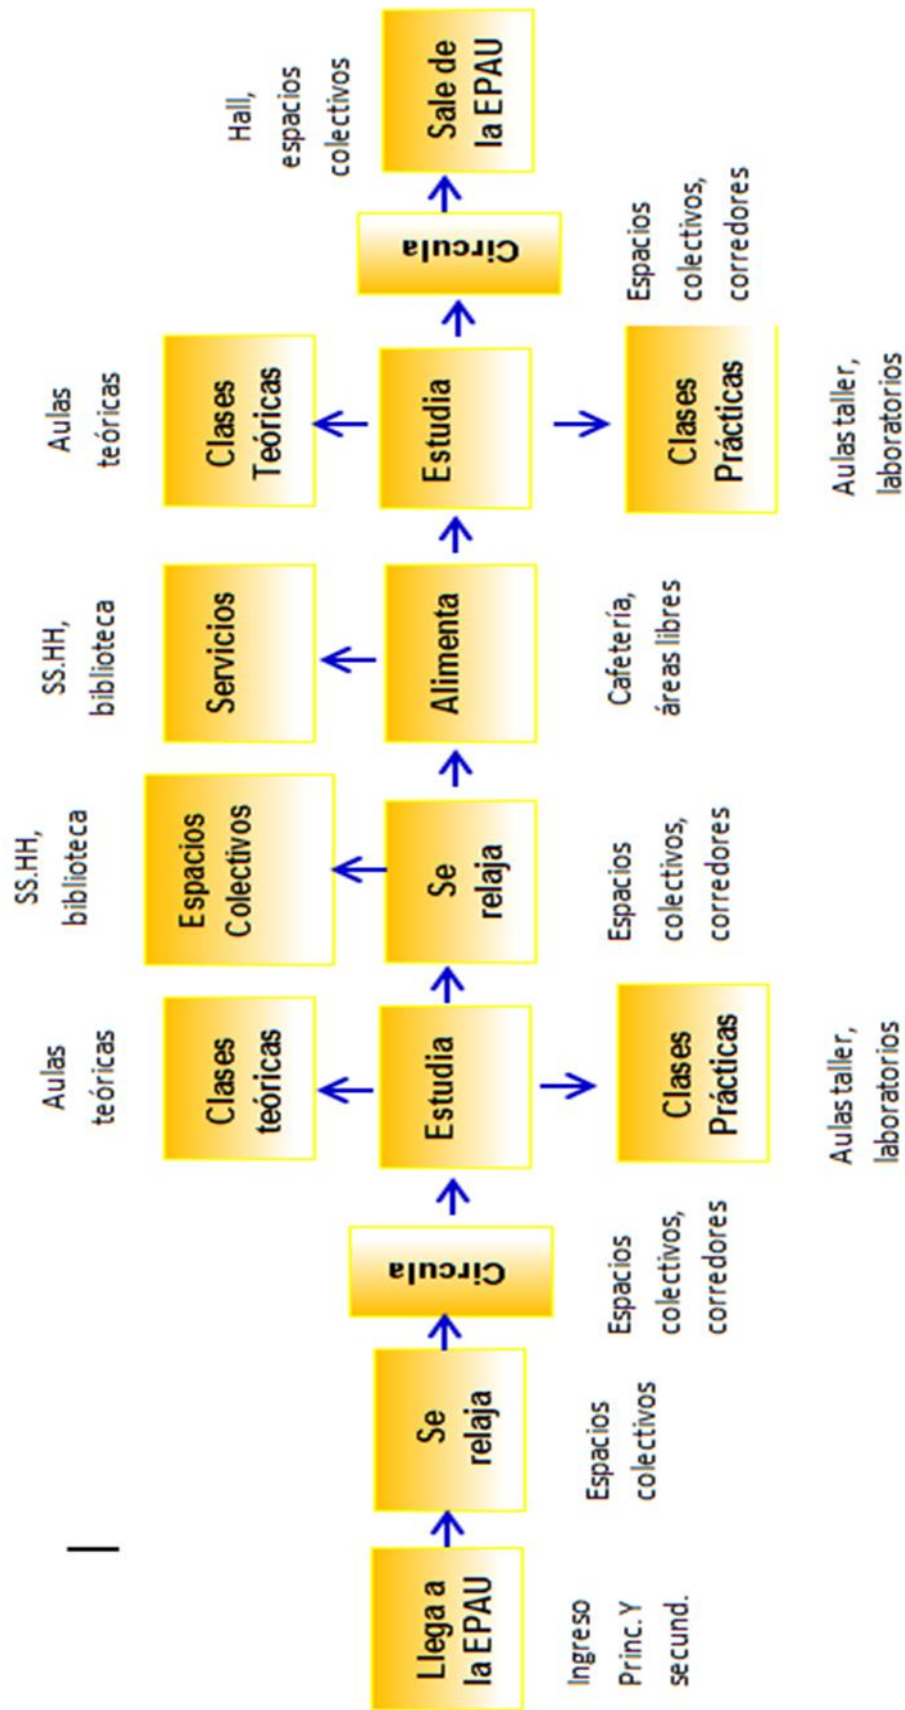 Llega a
la EPAU
Ingreso
Princ. Y
secund.
Se
relaja
Espacios
colectivos
Circula
Espacios
colectivos,
corredores
Aulas
teóricas
Clases
teóricas
Estudia
Clases
Prácticas
Aulas taller,
laboratorios
SS.HH,
biblioteca
Espacios
Colectivos
Se
relaja
Espacios
colectivos,
corredores
SS.HH,
biblioteca
Servicios
Alimenta
Cafetería,
áreas libres
Aulas
teóricas
Clases
Teóricas
Estudia
Clases
Prácticas
Aulas taller,
laboratorios
Circula
Espacios
colectivos,
corredores
Hall,
espacios
colectivos
Sale de
la EPAU